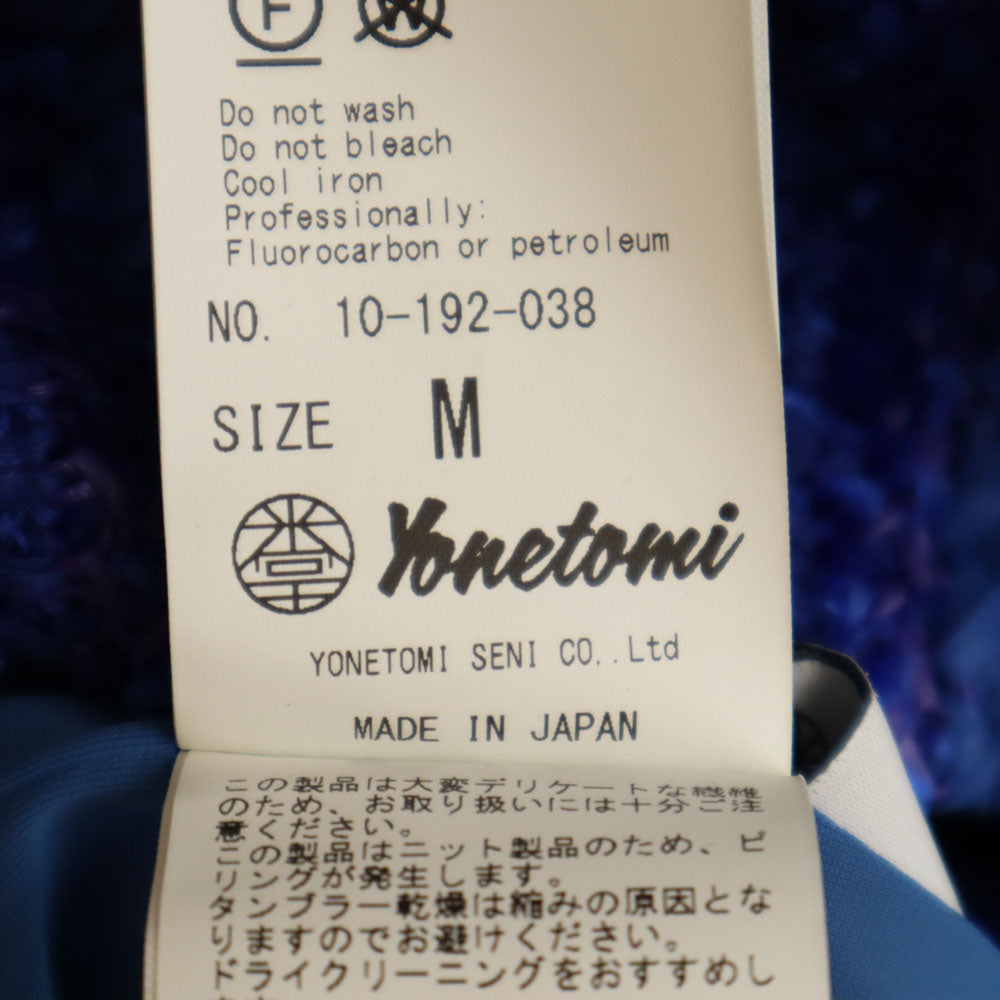 F
W
Do not wash
Do not bleach
Cool iron
Professionally:
Fluorocarbon or petroleum
NO. 10-192-038
SIZE M
Yonetomi
YONETOMI SENI CO..Ltd
MADE IN JAPAN
この製品は大変デリケートな繊維
のため、お取り扱いには十分ご注
意ください。
この製品はニット製品のため、ピ
リングが発生します。
タンブラー乾燥は縮みの原因とな
りますのでお避けください。
ドライクリーニングをおすすめし